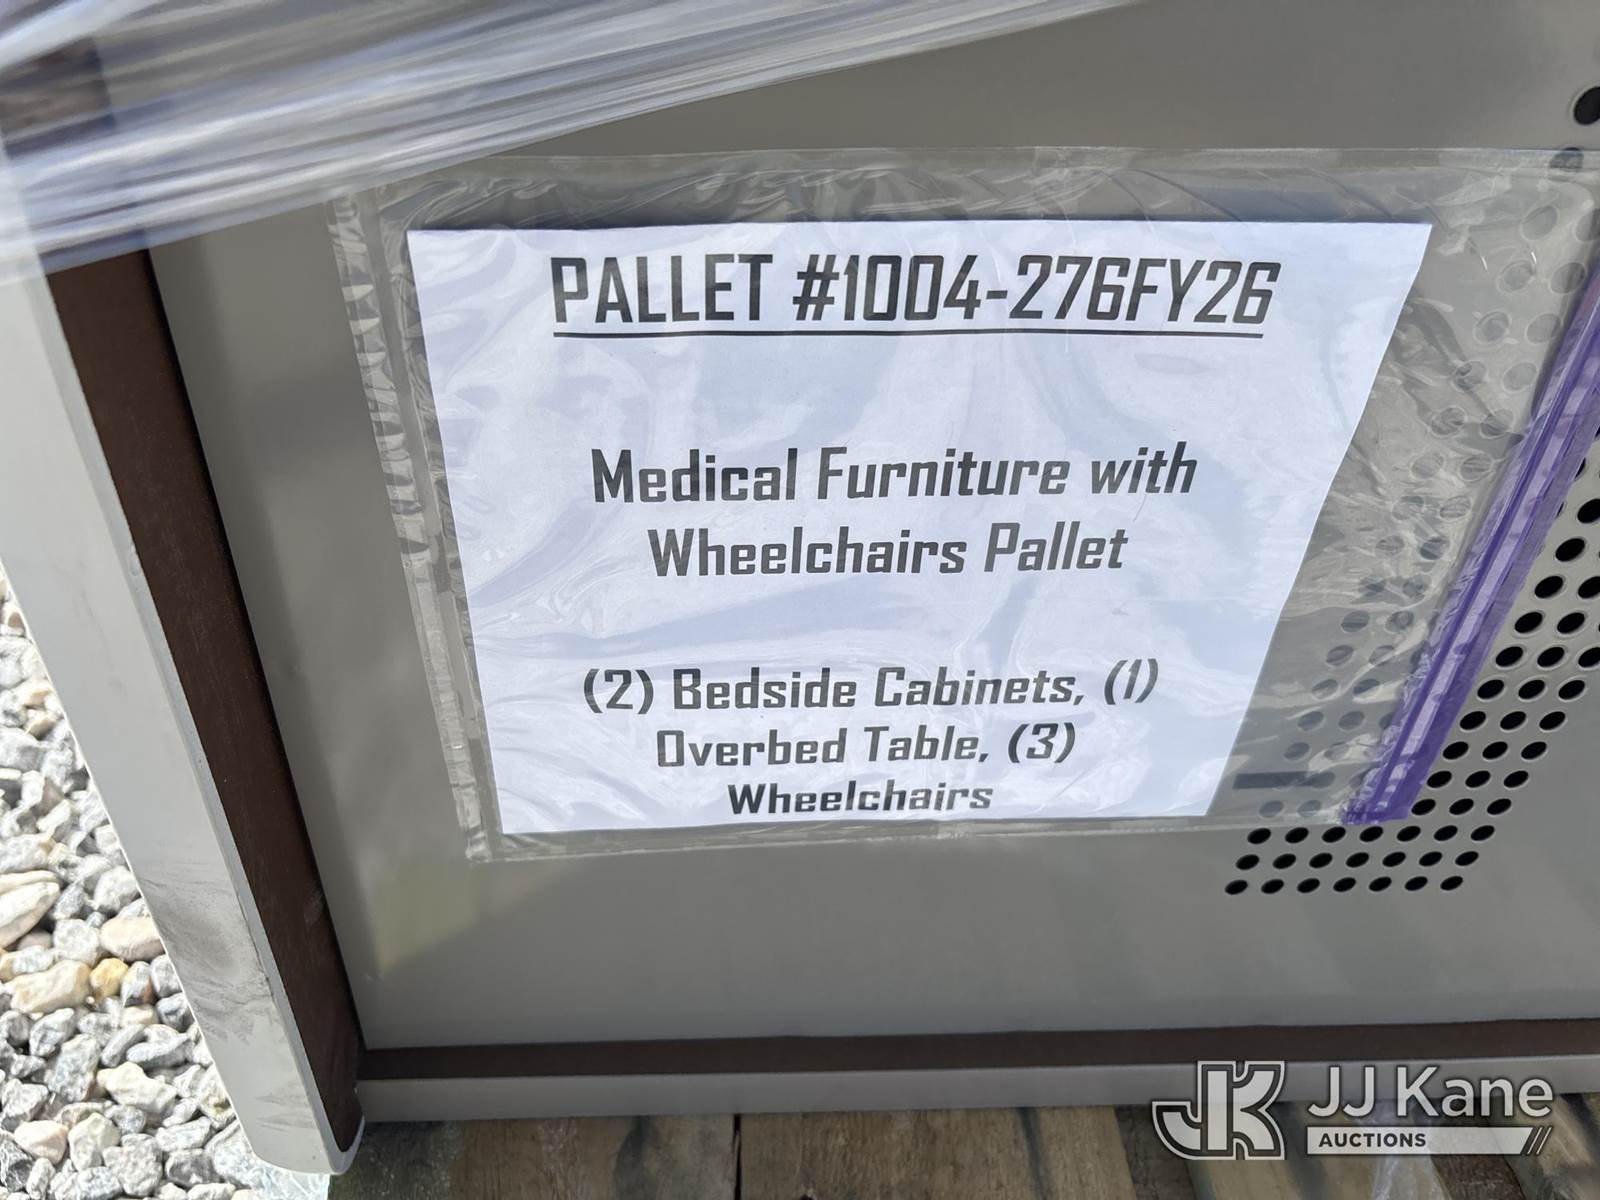 PALLET #1004-276FY26
Medical Furniture with
Wheelchairs Pallet
(2) Bedside Cabinets, (1)
Overbed Table, (3)
Wheelchairs
JK JJ Kane
AUCTIONS